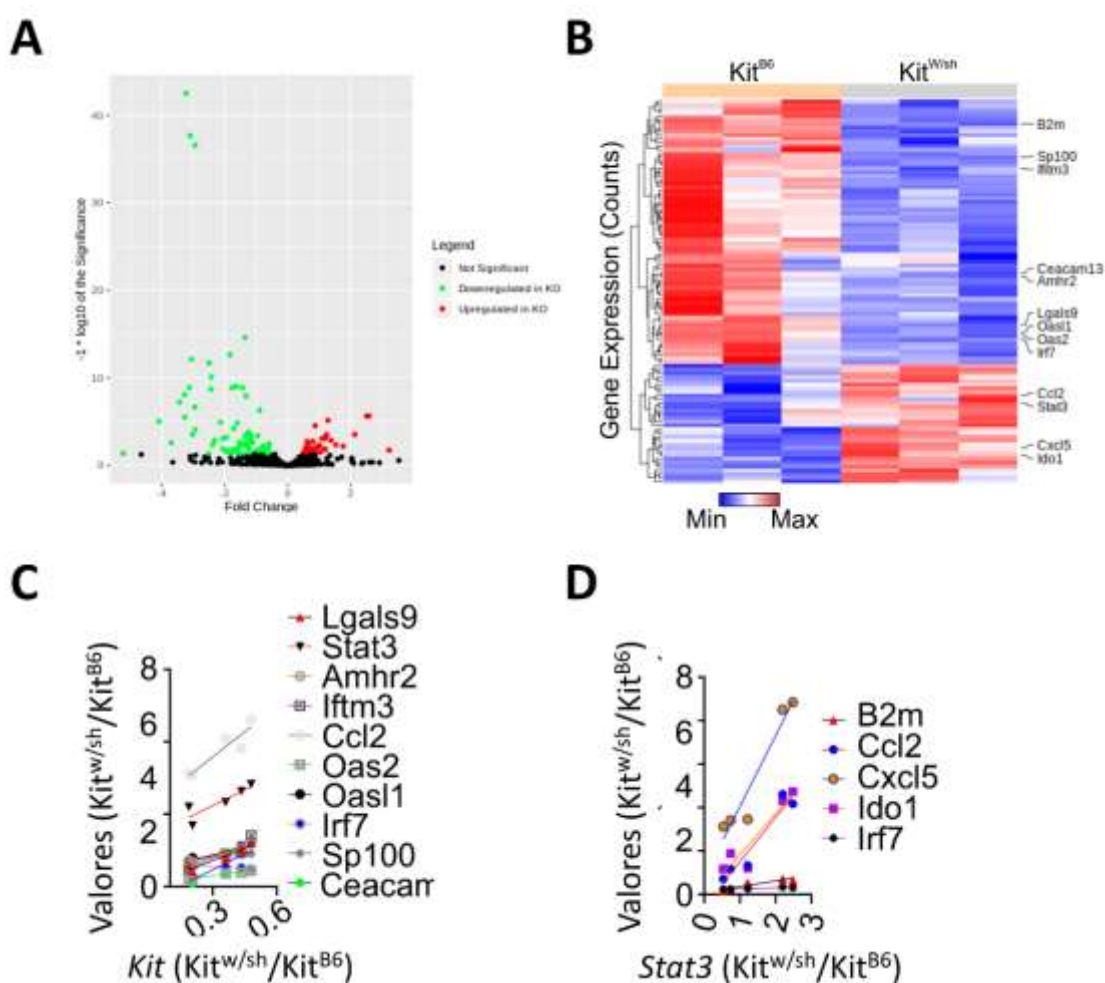 A
-1 * log10 of the Significance
40
30
20
10
0
-4
-2
0
2
Fold Change
Legend
Not Significant
Downregulated in KO
Upregulated in KO
B
Kit^B6
Kit^W/sh
Gene Expression (Counts)
B2m
Sp100
Ifitm3
Ceacam13
Amhr2
Lgals9
Oasl1
Oas2
Irf7
Ccl2
Stat3
Cxcl5
Ido1
Min
Max
C
Valores (Kit^w/sh/Kit^B6)
8
6
4
2
0
0.3
0.6
Kit (Kit^w/sh/Kit^B6)
Lgals9
Stat3
Amhr2
Iftm3
Ccl2
Oas2
Oasl1
Irf7
Sp100
Ceacam
D
Valores (Kit^w/sh/Kit^B6)
8
6
4
2
0
0
1
2
3
Stat3 (Kit^w/sh/Kit^B6)
B2m
Ccl2
Cxcl5
Ido1
Irf7